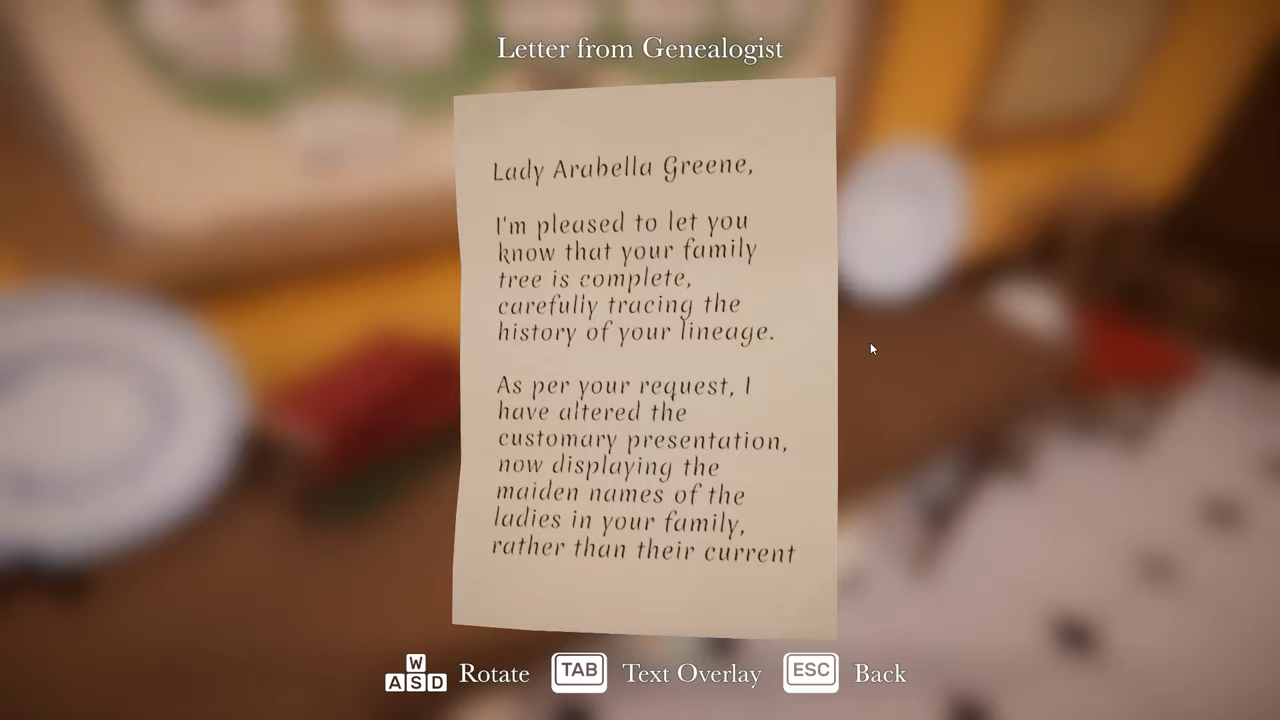 Letter from Genealogist
Lady Arabella Greene,
I'm pleased to let you
know that your family
tree is complete,
carefully tracing the
history of your lineage.
As per your request, I
have altered the
customary presentation,
now displaying the
maiden names of the
ladies in your family,
rather than their current
W
A S D Rotate TAB Text Overlay ESC Back